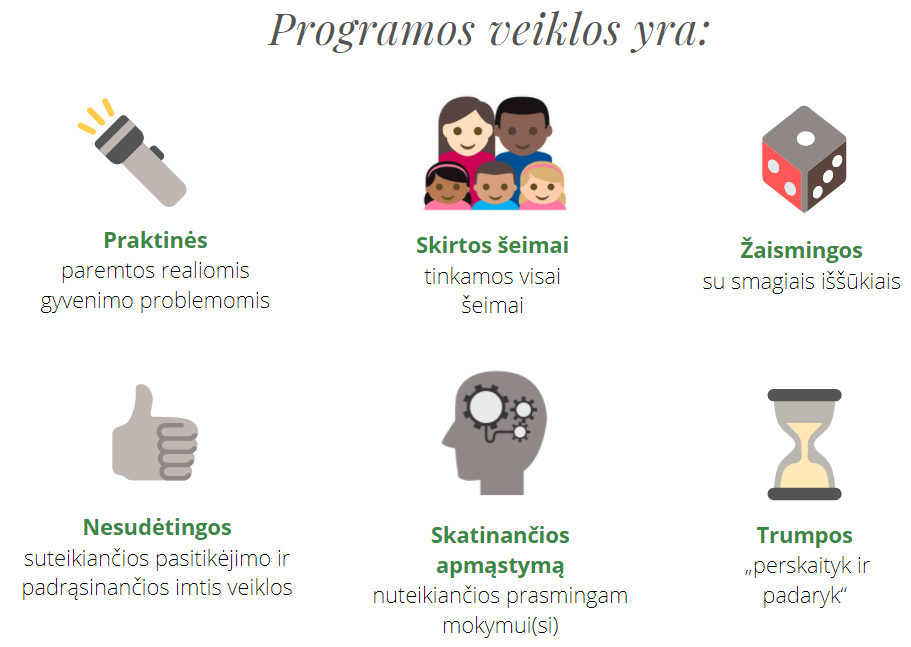 Programos veiklos yra:
Praktinės
paremtos realiomis
gyvenimo problemomis
Skirtos šeimai
tinkamos visai
šeimai
Žaismingos
su smagiais iššūkiais
Nesudėtingos
suteikiančios pasitikėjimo ir
padrąsinančios imtis veiklos
Skatinančios
apmąstymą
nuteikiančios prasmingam
mokymui(si)
Trumpos
„perskaityk ir
padaryk“